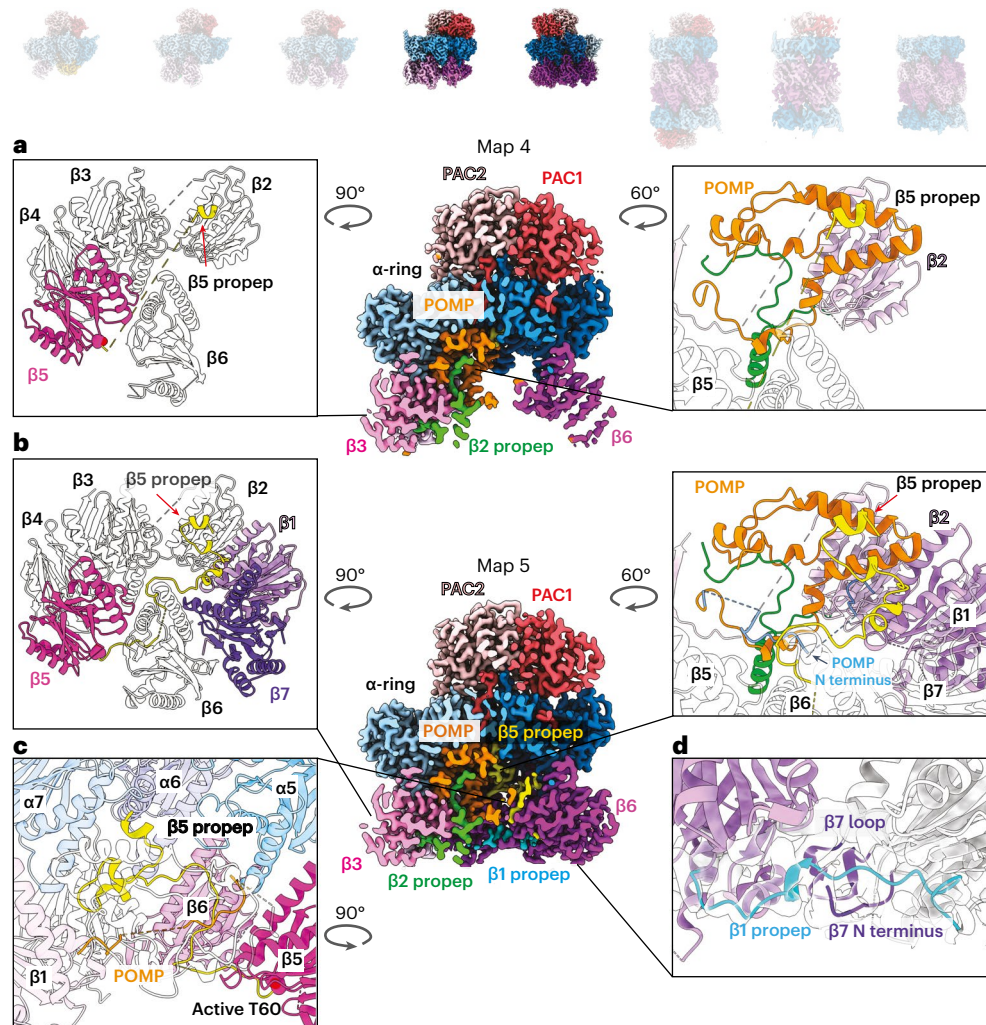 a
Map 4
β3
β2
β4
β5 propep
β5
β6
90°
PAC2
PAC1
α-ring
POMP
β3
β2 propep
β6
60°
POMP
β5 propep
β2
β5
b
Map 5
β3
β5 propep
β2
β4
β1
β5
β6
β7
90°
PAC2
PAC1
α-ring
POMP
β5 propep
β6
β3
β2 propep
β1 propep
60°
POMP
β5 propep
β2
β1
POMP
N terminus
β5
β6
β7
c
α7
α6
α5
β5 propep
β6
β1
POMP
β5
Active T60
90°
d
β7 loop
β1 propep
β7 N terminus